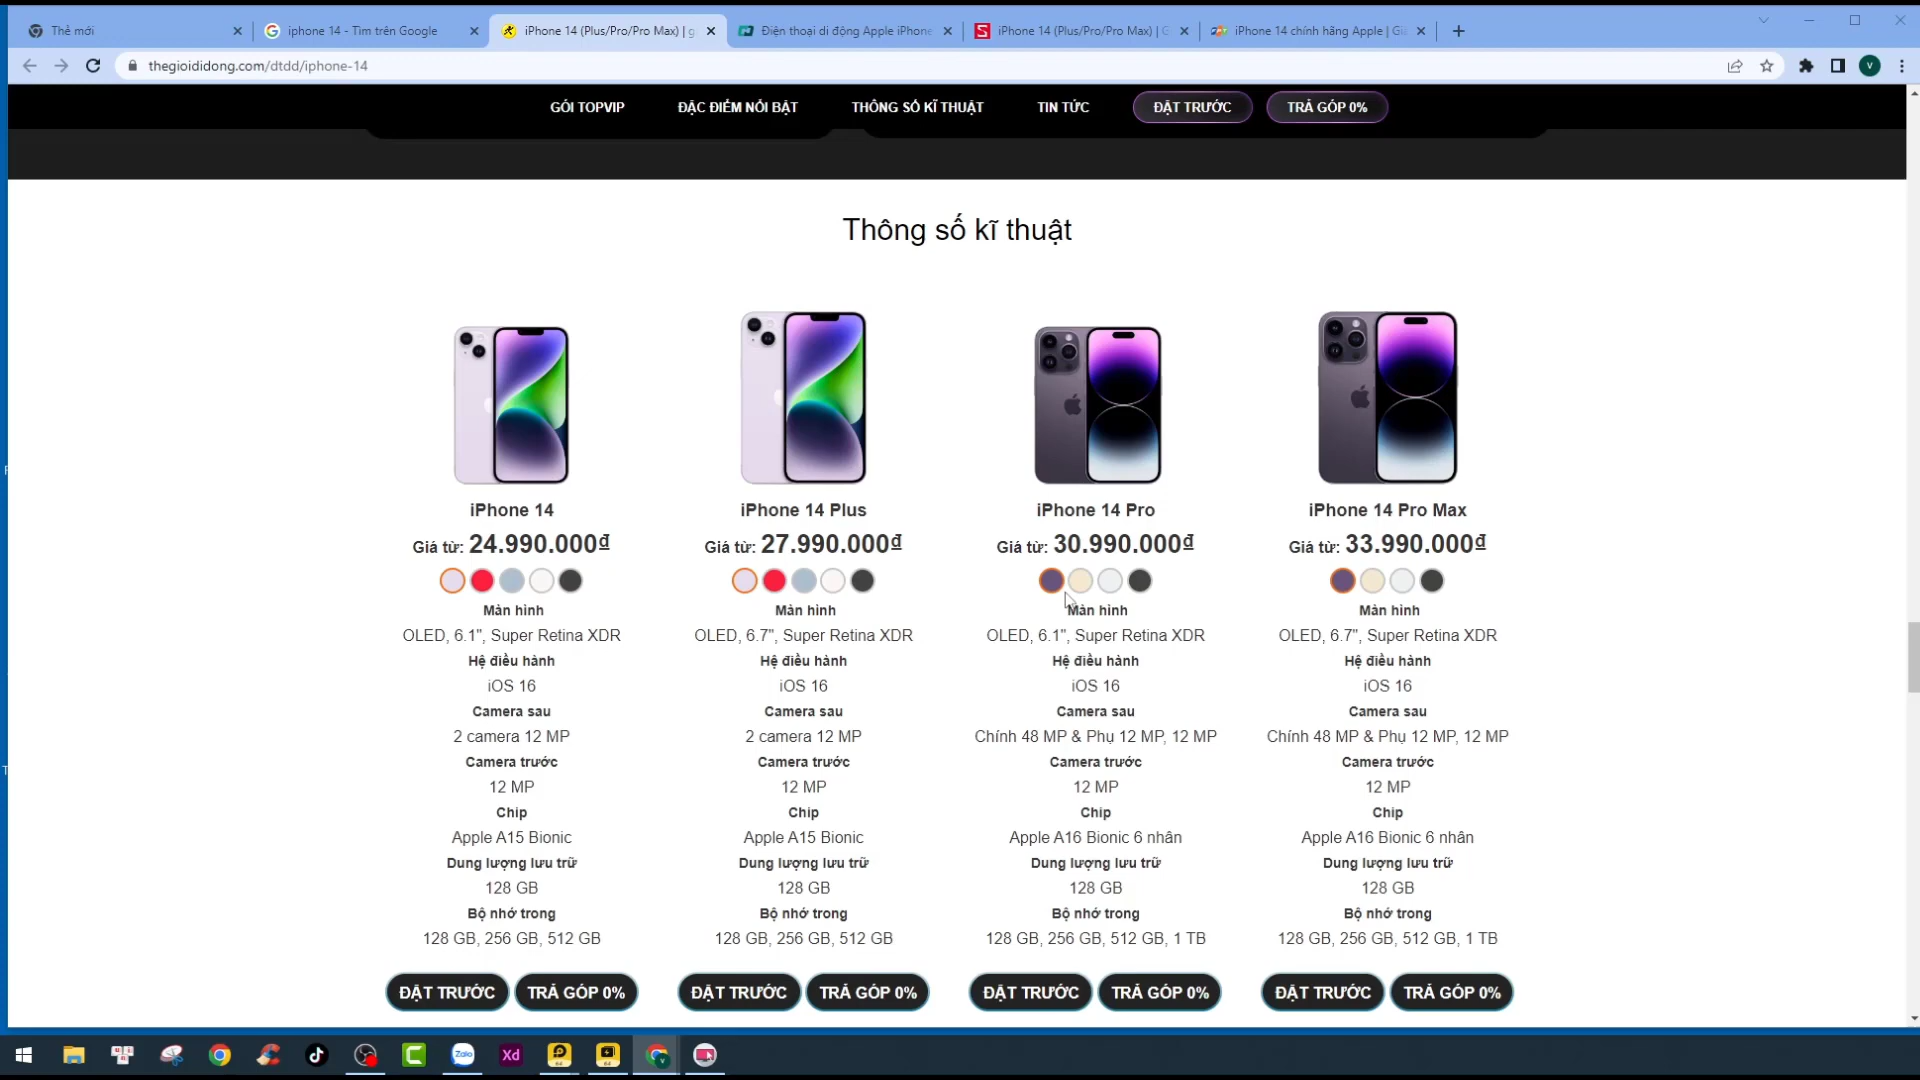 Thẻ mới
iphone 14 - Tìm trên Google
iPhone 14 (Plus/Pro/Pro Max) | g
Điện thoại di động Apple iPhone
iPhone 14 (Plus/Pro/Pro Max) | G
iPhone 14 chính hãng Apple | Giá
thegioididong.com/dtdd/iphone-14
V
GÓI TOPVIP
ĐẶC ĐIỂM NỔI BẬT
THÔNG SỐ KĨ THUẬT
TIN TỨC
ĐẶT TRƯỚC
TRẢ GÓP 0%
Thông số kĩ thuật
iPhone 14
iPhone 14 Plus
iPhone 14 Pro
iPhone 14 Pro Max
Giá từ: 24.990.000₫
Giá từ: 27.990.000₫
Giá từ: 30.990.000₫
Giá từ: 33.990.000₫
Màn hình
Màn hình
Màn hình
Màn hình
OLED, 6.1", Super Retina XDR
OLED, 6.7", Super Retina XDR
OLED, 6.1", Super Retina XDR
OLED, 6.7", Super Retina XDR
Hệ điều hành
Hệ điều hành
Hệ điều hành
Hệ điều hành
iOS 16
iOS 16
iOS 16
iOS 16
Camera sau
Camera sau
Camera sau
Camera sau
2 camera 12 MP
2 camera 12 MP
Chính 48 MP & Phụ 12 MP, 12 MP
Chính 48 MP & Phụ 12 MP, 12 MP
Camera trước
Camera trước
Camera trước
Camera trước
12 MP
12 MP
12 MP
12 MP
Chip
Chip
Chip
Chip
Apple A15 Bionic
Apple A15 Bionic
Apple A16 Bionic 6 nhân
Apple A16 Bionic 6 nhân
Dung lượng lưu trữ
Dung lượng lưu trữ
Dung lượng lưu trữ
Dung lượng lưu trữ
128 GB
128 GB
128 GB
128 GB
Bộ nhớ trong
Bộ nhớ trong
Bộ nhớ trong
Bộ nhớ trong
128 GB, 256 GB, 512 GB
128 GB, 256 GB, 512 GB
128 GB, 256 GB, 512 GB, 1 TB
128 GB, 256 GB, 512 GB, 1 TB
ĐẶT TRƯỚC
TRẢ GÓP 0%
ĐẶT TRƯỚC
TRẢ GÓP 0%
ĐẶT TRƯỚC
TRẢ GÓP 0%
ĐẶT TRƯỚC
TRẢ GÓP 0%
Zalo
Xd